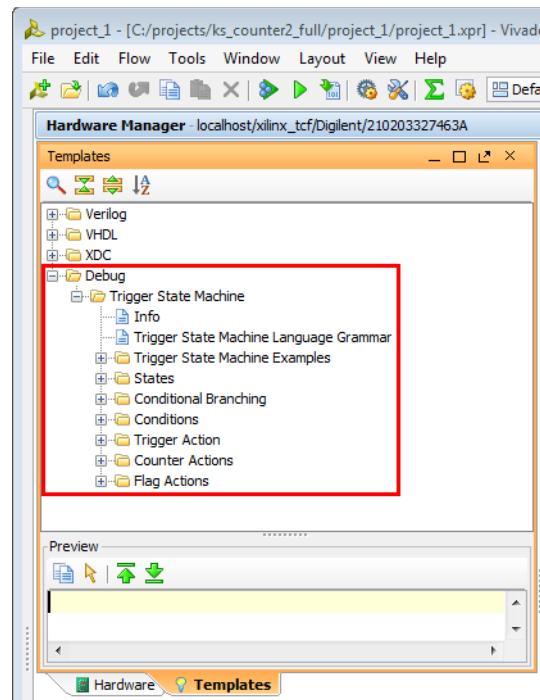 project_1 - [C:/projects/ks_counter2_full/project_1/project_1.xpr] - Vivado
File Edit Flow Tools Window Layout View Help
Defa
Hardware Manager - localhost/xilinx_tcf/Digilent/210203327463A
Templates
Verilog
VHDL
XDC
Debug
Trigger State Machine
Info
Trigger State Machine Language Grammar
Trigger State Machine Examples
States
Conditional Branching
Conditions
Trigger Action
Counter Actions
Flag Actions
Preview
Hardware Templates